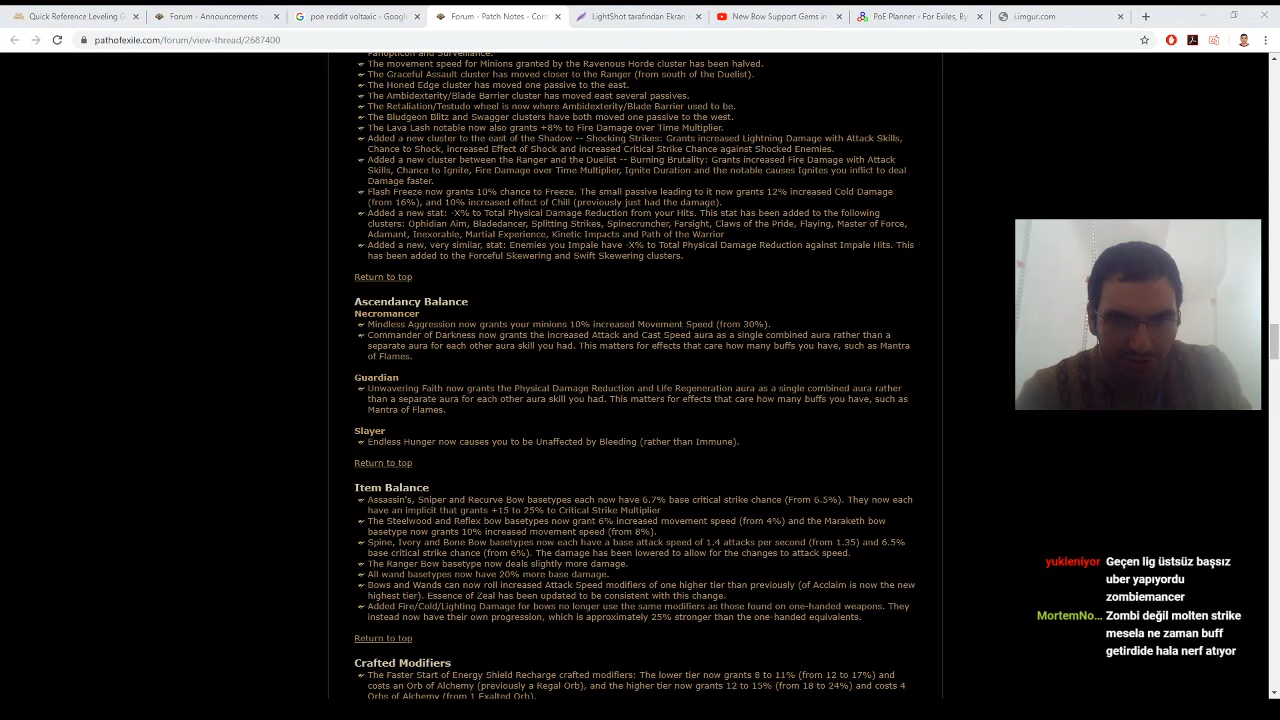 Quick Reference Leveling G
Forum - Announcements -
poe reddit voltaxic - Google
Forum - Patch Notes - Con
LightShot tarafından Ekran
New Bow Support Gems in
PoE Planner - For Exiles, By
i.imgur.com
pathofexile.com/forum/view-thread/2687400
Panopticon and Surveillance.
The movement speed for Minions granted by the Ravenous Horde cluster has been halved.
The Graceful Assault cluster has moved closer to the Ranger (from south of the Duelist).
The Honed Edge cluster has moved one passive to the east.
The Ambidexterity/Blade Barrier cluster has moved east several passives.
The Retaliation/Testudo wheel is now where Ambidexterity/Blade Barrier used to be.
The Bludgeon Blitz and Swagger clusters have both moved one passive to the west.
The Lava Lash notable now also grants +8% to Fire Damage over Time Multiplier.
Added a new cluster to the east of the Shadow -- Shocking Strikes: Grants increased Lightning Damage with Attack Skills,
Chance to Shock, increased Effect of Shock and increased Critical Strike Chance against Shocked Enemies.
Added a new cluster between the Ranger and the Duelist -- Burning Brutality: Grants increased Fire Damage with Attack
Skills, Chance to Ignite, Fire Damage over Time Multiplier, Ignite Duration and the notable causes Ignites you inflict to deal
Damage faster.
Flash Freeze now grants 10% chance to Freeze. The small passive leading to it now grants 12% increased Cold Damage
(from 16%), and 10% increased effect of Chill (previously just had the damage).
Added a new stat: -X% to Total Physical Damage Reduction from your Hits. This stat has been added to the following
clusters: Ophidian Aim, Bladedancer, Splitting Strikes, Spinecruncher, Farsight, Claws of the Pride, Flaying, Master of Force,
Adamant, Inexorable, Martial Experience, Kinetic Impacts and Path of the Warrior
Added a new, very similar, stat: Enemies you Impale have -X% to Total Physical Damage Reduction against Impale Hits. This
has been added to the Forceful Skewering and Swift Skewering clusters.
Return to top
Ascendancy Balance
Necromancer
Mindless Aggression now grants your minions 10% increased Movement Speed (from 30%).
Commander of Darkness now grants the increased Attack and Cast Speed aura as a single combined aura rather than a
separate aura for each other aura skill you had. This matters for effects that care how many buffs you have, such as Mantra
of Flames.
Guardian
Unwavering Faith now grants the Physical Damage Reduction and Life Regeneration aura as a single combined aura rather
than a separate aura for each other aura skill you had. This matters for effects that care how many buffs you have, such as
Mantra of Flames.
Slayer
Endless Hunger now causes you to be Unaffected by Bleeding (rather than Immune).
Return to top
Item Balance
Assassin's, Sniper and Recurve Bow basetypes each now have 6.7% base critical strike chance (From 6.5%). They now each
have an implicit that grants +15 to 25% to Critical Strike Multiplier
The Steelwood and Reflex bow basetypes now grant 6% increased movement speed (from 4%) and the Maraketh bow
basetype now grants 10% increased movement speed (from 8%).
Spine, Ivory and Bone Bow basetypes now each have a base attack speed of 1.4 attacks per second (from 1.35) and 6.5%
base critical strike chance (from 6%). The damage has been lowered to allow for the changes to attack speed.
The Ranger Bow basetype now deals slightly more damage.
All wand basetypes now have 20% more base damage.
Bows and Wands can now roll increased Attack Speed modifiers of one higher tier than previously (of Acclaim is now the new
highest tier). Essence of Zeal has been updated to be consistent with this change.
Added Fire/Cold/Lighting Damage for bows no longer use the same modifiers as those found on one-handed weapons. They
instead now have their own progression, which is approximately 25% stronger than the one-handed equivalents.
Return to top
Crafted Modifiers
The Faster Start of Energy Shield Recharge crafted modifiers: The lower tier now grants 8 to 11% (from 12 to 17%) and
costs an Orb of Alchemy (previously a Regal Orb), and the higher tier now grants 12 to 15% (from 18 to 24%) and costs 4
Orbs of Alchemy (from 1 Exalted Orb).
yukleniyor Geçen lig üstsüz başsız
uber yapıyordu
zombiemancer
MortemNo... Zombi değil molten strike
mesela ne zaman buff
getirdide hala nerf atıyor